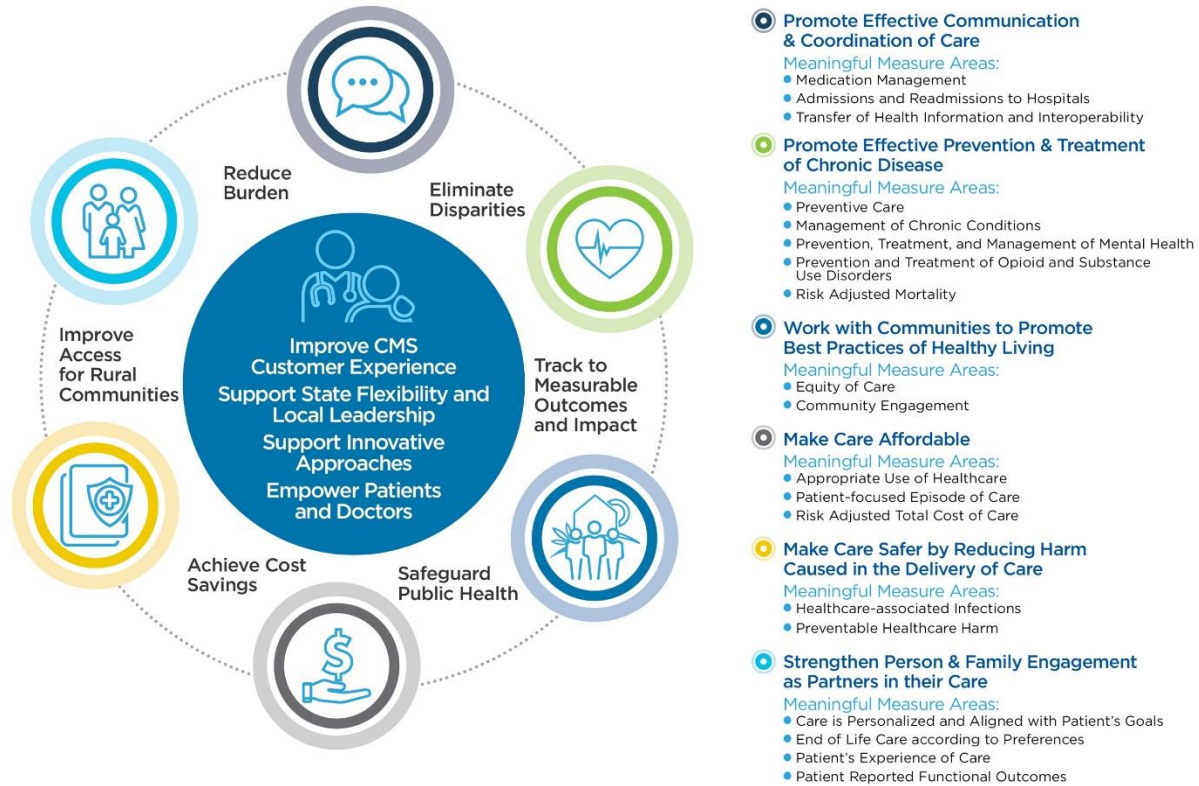 Reduce
Burden
Eliminate
Disparities
Improve
Access
for Rural
Communities
Improve CMS
Customer Experience
Support State Flexibility and
Local Leadership
Support Innovative
Approaches
Empower Patients
and Doctors
Track to
Measurable
Outcomes
and Impact
Achieve Cost
Savings
Safeguard
Public Health
$
Promote Effective Communication
& Coordination of Care
Meaningful Measure Areas:
• Medication Management
• Admissions and Readmissions to Hospitals
• Transfer of Health Information and Interoperability
Promote Effective Prevention & Treatment
of Chronic Disease
Meaningful Measure Areas:
• Preventive Care
• Management of Chronic Conditions
• Prevention, Treatment, and Management of Mental Health
• Prevention and Treatment of Opioid and Substance
Use Disorders
• Risk Adjusted Mortality
Work with Communities to Promote
Best Practices of Healthy Living
Meaningful Measure Areas:
• Equity of Care
• Community Engagement
Make Care Affordable
Meaningful Measure Areas:
• Appropriate Use of Healthcare
• Patient-focused Episode of Care
• Risk Adjusted Total Cost of Care
Make Care Safer by Reducing Harm
Caused in the Delivery of Care
Meaningful Measure Areas:
• Healthcare-associated Infections
• Preventable Healthcare Harm
Strengthen Person & Family Engagement
as Partners in their Care
Meaningful Measure Areas:
• Care is Personalized and Aligned with Patient's Goals
• End of Life Care according to Preferences
• Patient's Experience of Care
• Patient Reported Functional Outcomes